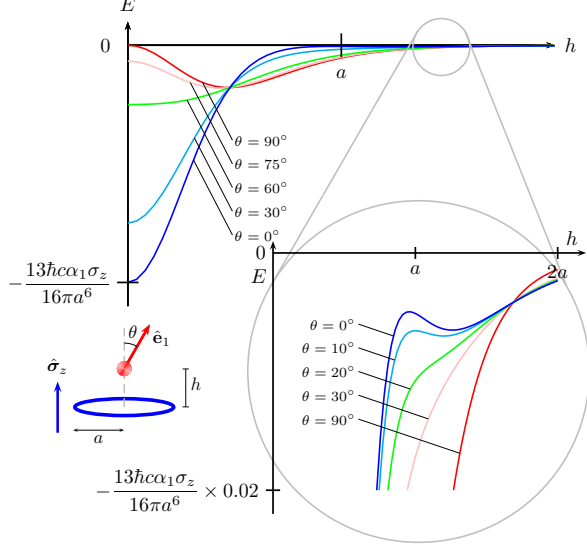 E
0
h
a
θ = 90°
θ = 75°
θ = 60°
θ = 30°
θ = 0°
−13ħcα₁σ_z/16πa⁶
0
E
a
h
2a
θ = 0°
θ = 10°
θ = 20°
θ = 30°
θ = 90°
θ
ê₁
σ̂_z
h
a
−13ħcα₁σ_z/16πa⁶ × 0.02